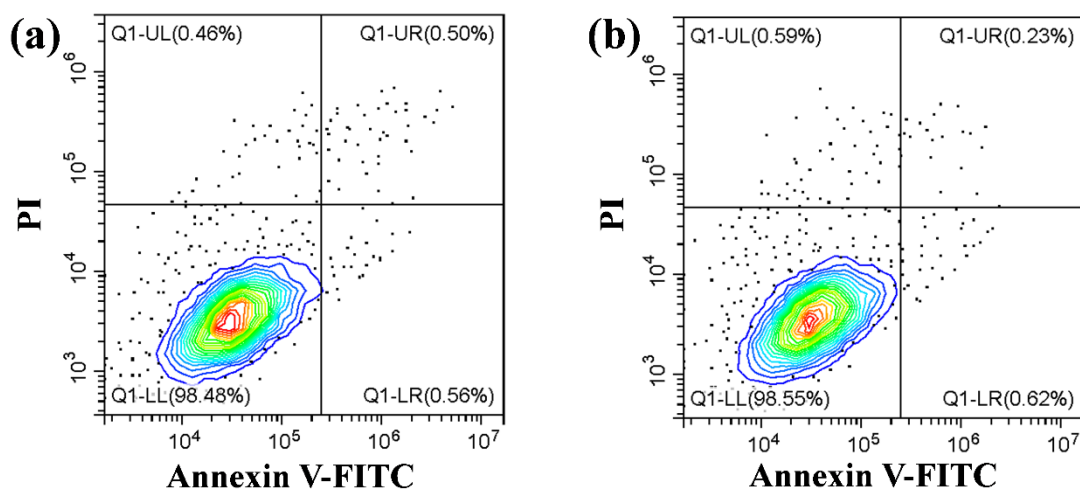 (a)
Q1-UL(0.46%) Q1-UR(0.50%)
PI
10⁶
10⁵
10⁴
10³
Q1-LL(98.48%) Q1-LR(0.56%)
10⁴ 10⁵ 10⁶ 10⁷
Annexin V-FITC
(b)
Q1-UL(0.59%) Q1-UR(0.23%)
PI
10⁶
10⁵
10⁴
10³
Q1-LL(98.55%) Q1-LR(0.62%)
10⁴ 10⁵ 10⁶ 10⁷
Annexin V-FITC